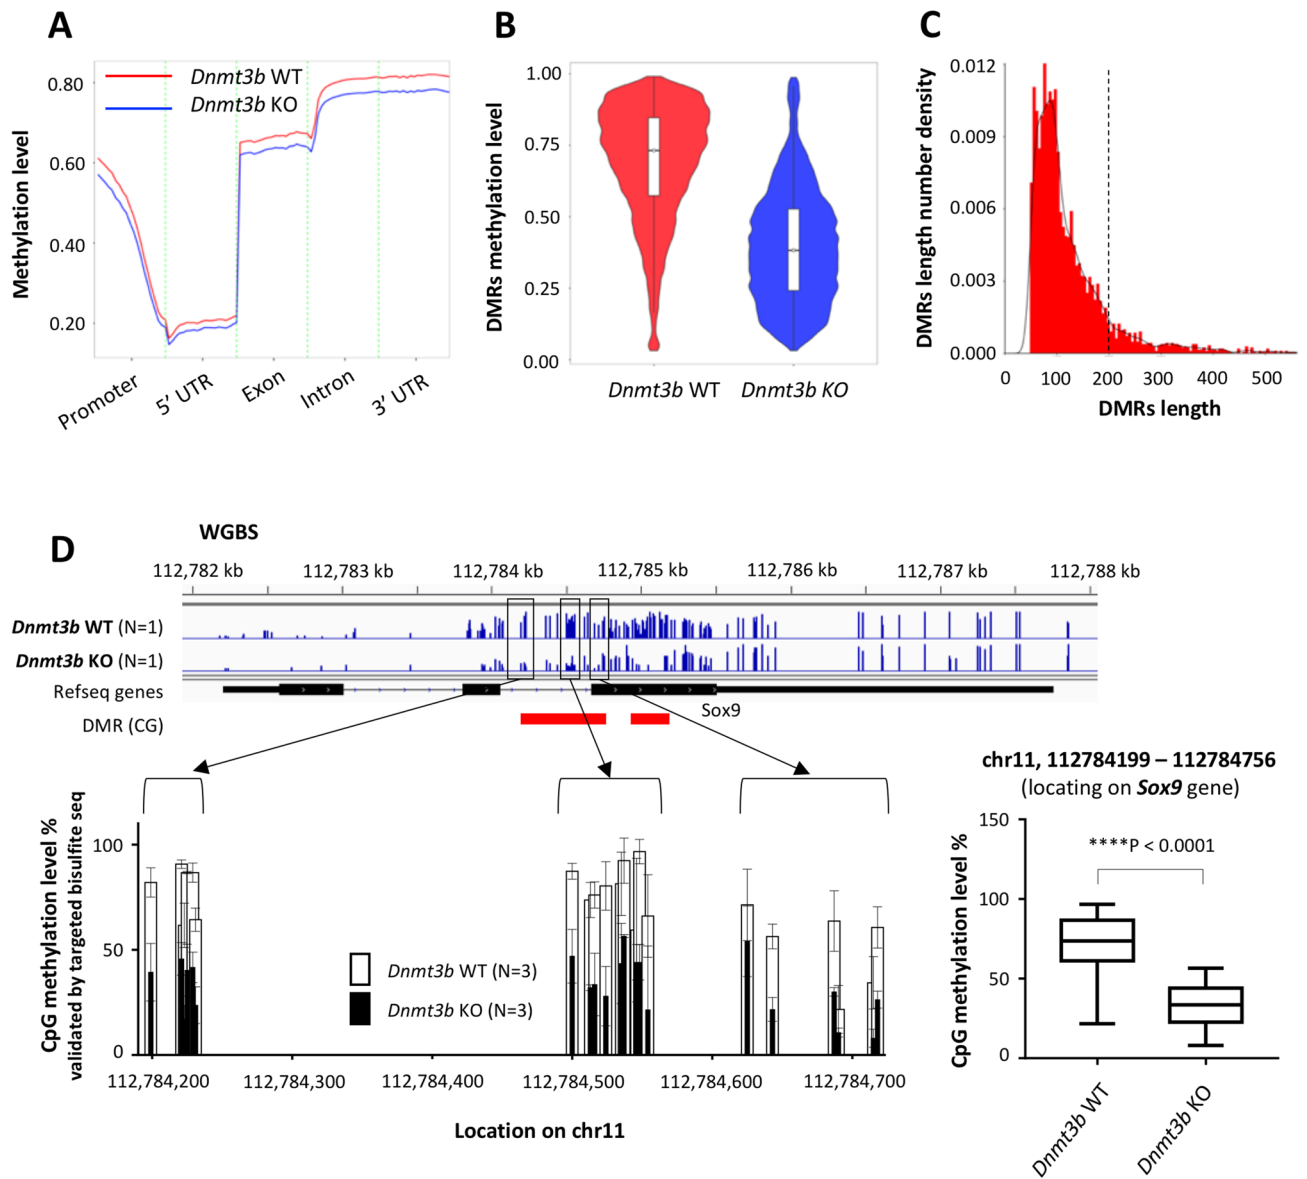 A
Dnmt3b WT
Dnmt3b KO
Methylation level
0.80
0.60
0.40
0.20
Promoter
5’ UTR
Exon
Intron
3’ UTR
B
DMRs methylation level
1.00
0.75
0.50
0.25
0.00
Dnmt3b WT
Dnmt3b KO
C
DMRs length number density
0.012
0.009
0.006
0.003
0.000
0
100
200
300
400
500
DMRs length
D
WGBS
112,782 kb
112,783 kb
112,784 kb
112,785 kb
112,786 kb
112,787 kb
112,788 kb
Dnmt3b WT (N=1)
Dnmt3b KO (N=1)
Refseq genes
Sox9
DMR (CG)
CpG methylation level %
validated by targeted bisulfite seq
100
50
0
Dnmt3b WT (N=3)
Dnmt3b KO (N=3)
112,784,200
112,784,300
112,784,400
112,784,500
112,784,600
112,784,700
Location on chr11
chr11, 112784199 – 112784756
(locating on Sox9 gene)
CpG methylation level %
150
100
50
0
****P < 0.0001
Dnmt3b WT
Dnmt3b KO